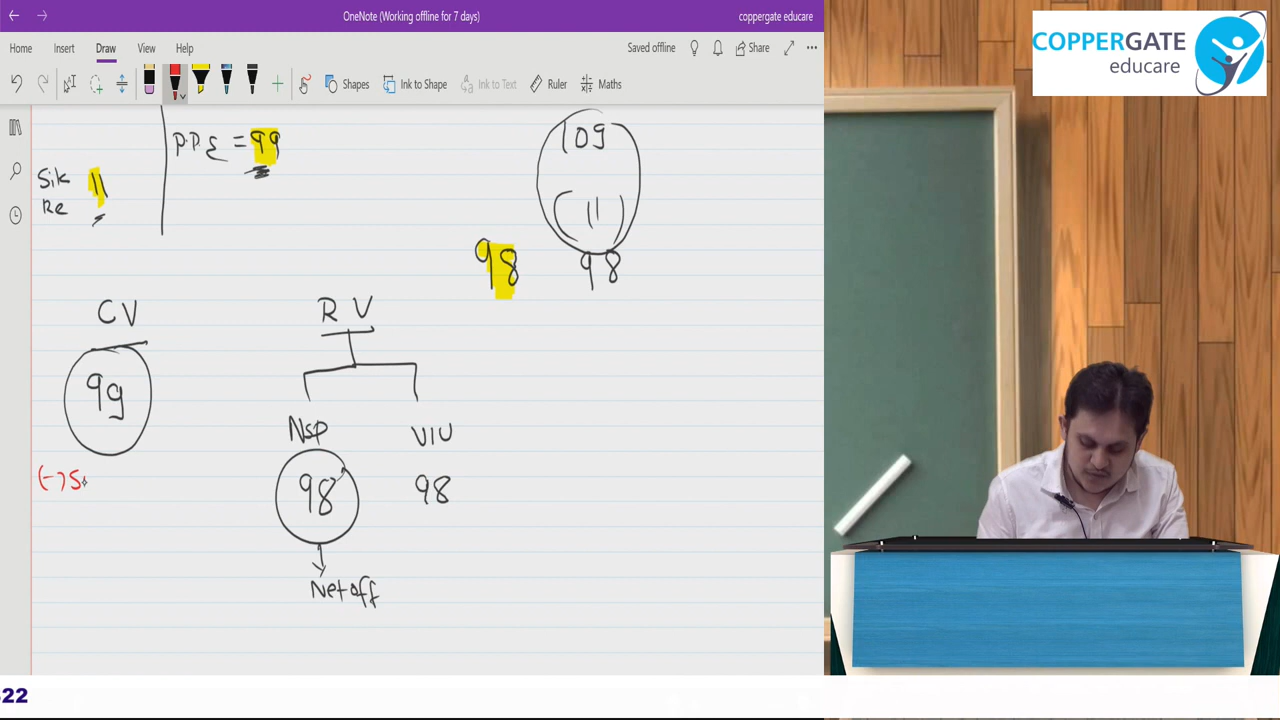 OneNote (Working offline for 7 days)
coppergate educare
Home Insert Draw View Help
Saved offline Share
Shapes Ink to Shape Ink to Text Ruler Maths
COPPERGATE
educare
P.P.E = 99
109
Sik 11
Re
(11)
98 98
CV RV
99
NSP VIU
(-) S
98 98
Net off
22